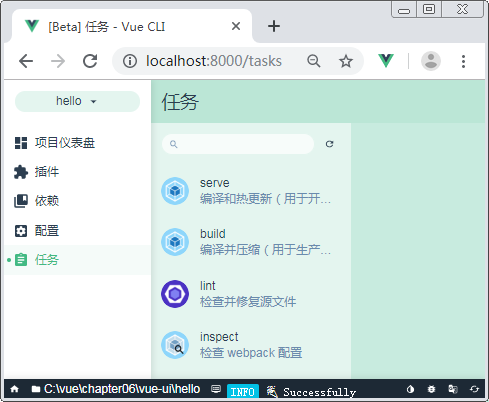 [Beta] 任务 - Vue CLI
localhost:8000/tasks
hello
任务
项目仪表盘
插件
依赖
配置
任务
serve
编译和热更新（用于开...
build
编译并压缩（用于生产...
lint
检查并修复源文件
inspect
检查 webpack 配置
C:\vue\chapter06\vue-ui\hello
INFO
Successfully